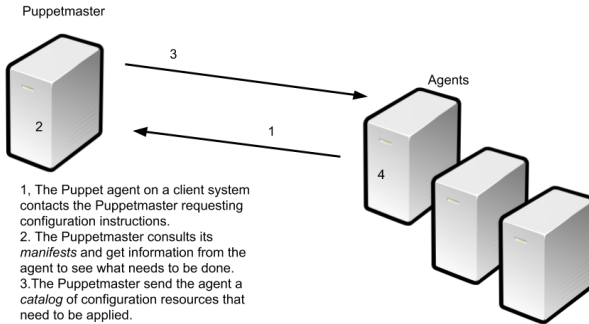 Puppetmaster
3
Agents
2
1
4
1, The Puppet agent on a client system
contacts the Puppetmaster requesting
configuration instructions.
2. The Puppetmaster consults its
manifests and get information from the
agent to see what needs to be done.
3.The Puppetmaster send the agent a
catalog of configuration resources that
need to be applied.